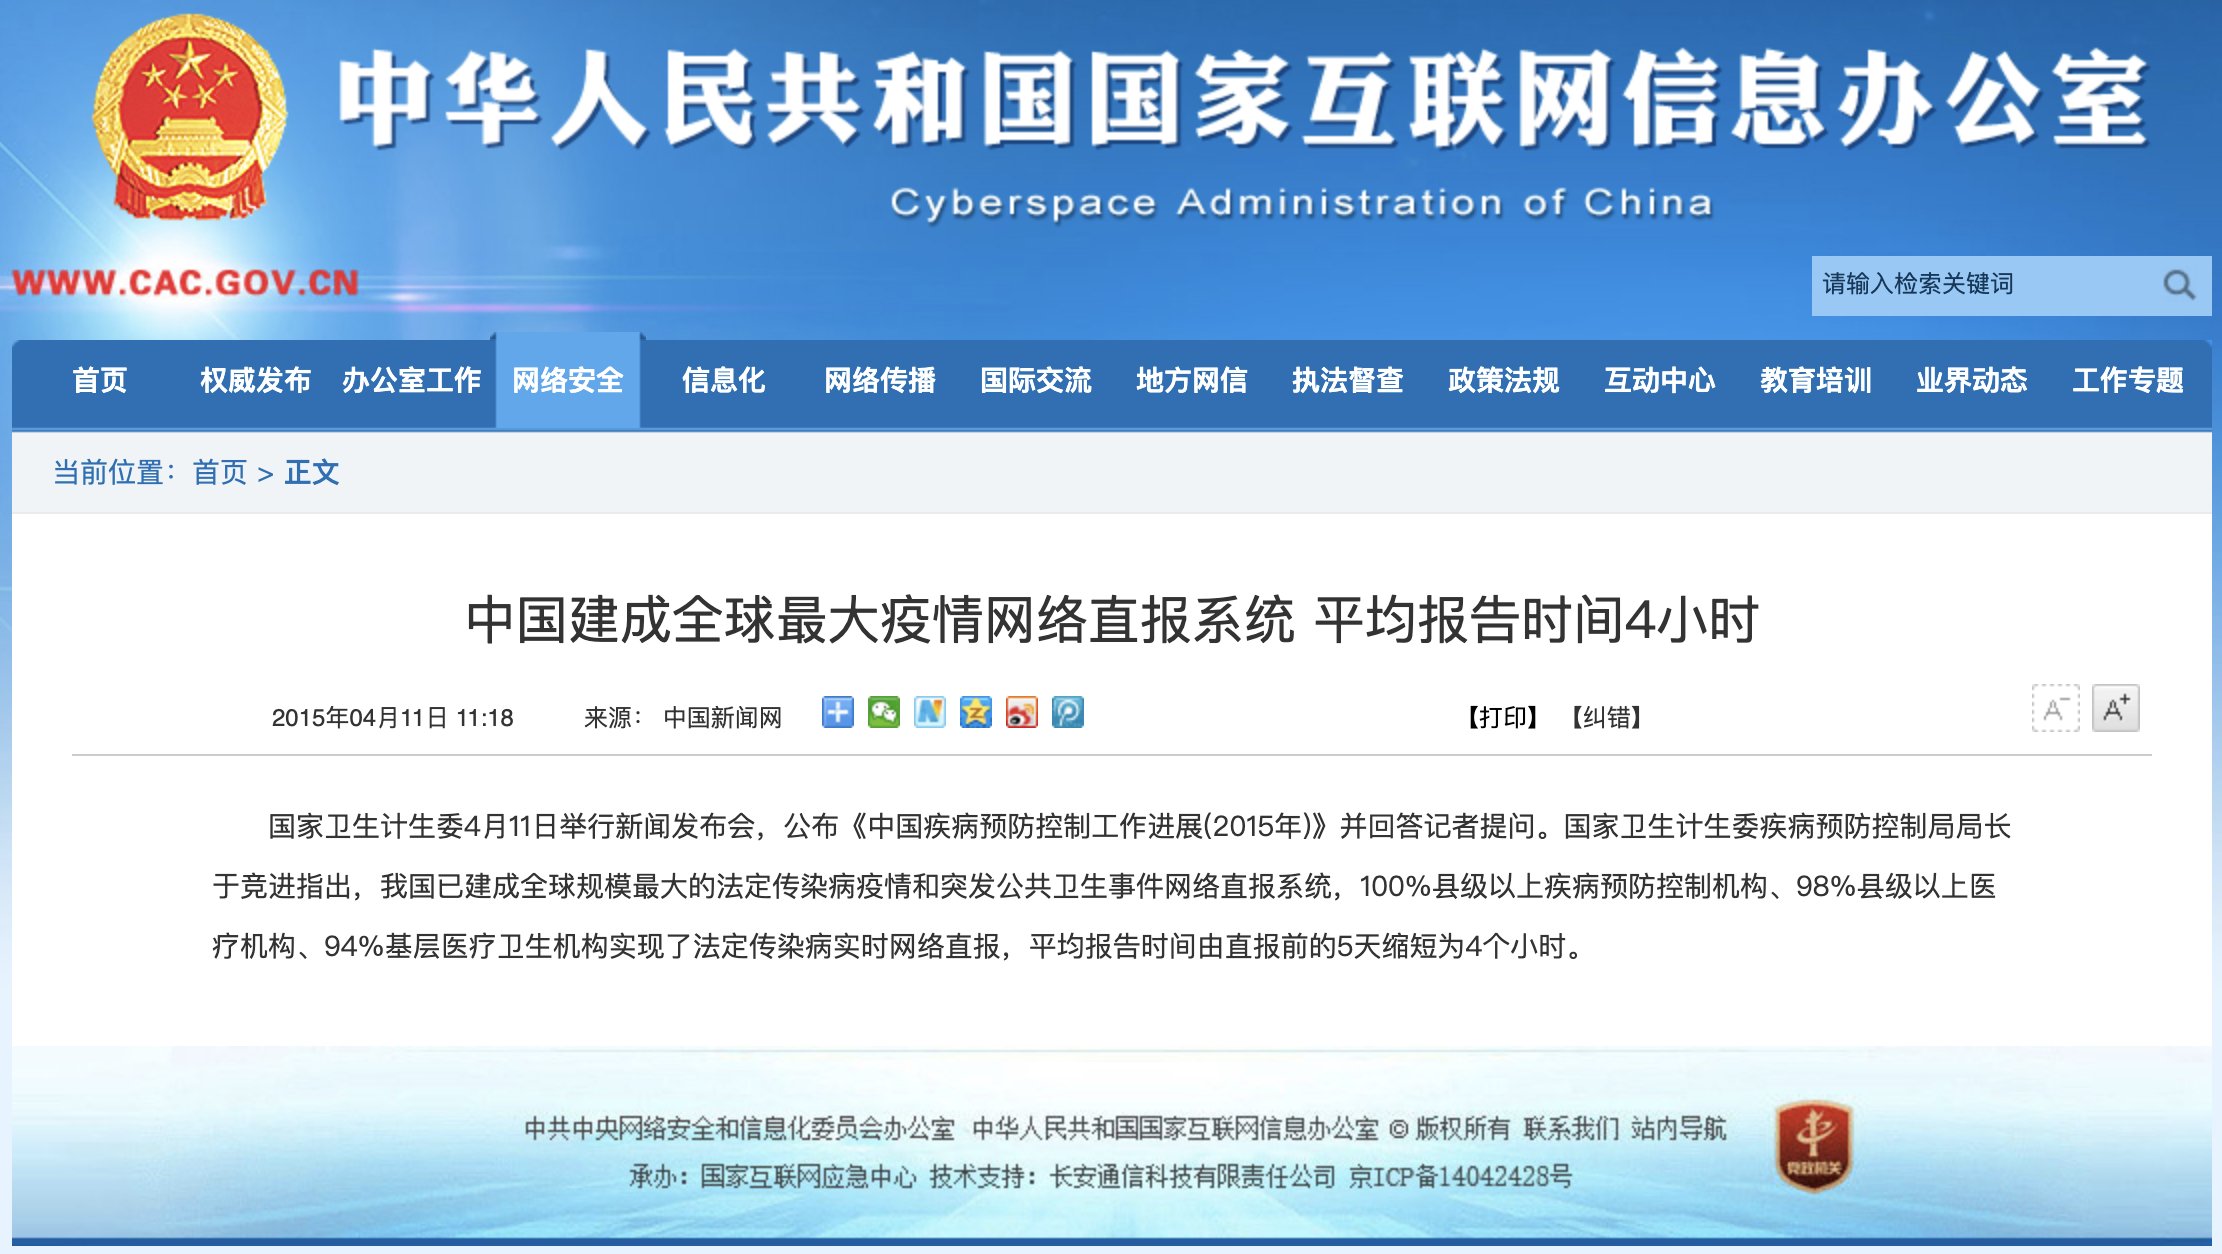 中华人民共和国国家互联网信息办公室
Cyberspace Administration of China
WWW.CAC.GOV.CN
请输入检索关键词
首页 权威发布 办公室工作 网络安全 信息化 网络传播 国际交流 地方网信 执法督查 政策法规 互动中心 教育培训 业界动态 工作专题
当前位置：首页 > 正文
中国建成全球最大疫情网络直报系统 平均报告时间4小时
2015年04月11日 11:18 来源： 中国新闻网 【打印】 【纠错】 A- A+
国家卫生计生委4月11日举行新闻发布会，公布《中国疾病预防控制工作进展(2015年)》并回答记者提问。国家卫生计生委疾病预防控制局局长
于竞进指出，我国已建成全球规模最大的法定传染病疫情和突发公共卫生事件网络直报系统，100%县级以上疾病预防控制机构、98%县级以上医
疗机构、94%基层医疗卫生机构实现了法定传染病实时网络直报，平均报告时间由直报前的5天缩短为4个小时。
中共中央网络安全和信息化委员会办公室 中华人民共和国国家互联网信息办公室 © 版权所有 联系我们 站内导航
承办：国家互联网应急中心 技术支持：长安通信科技有限责任公司 京ICP备14042428号
党政机关